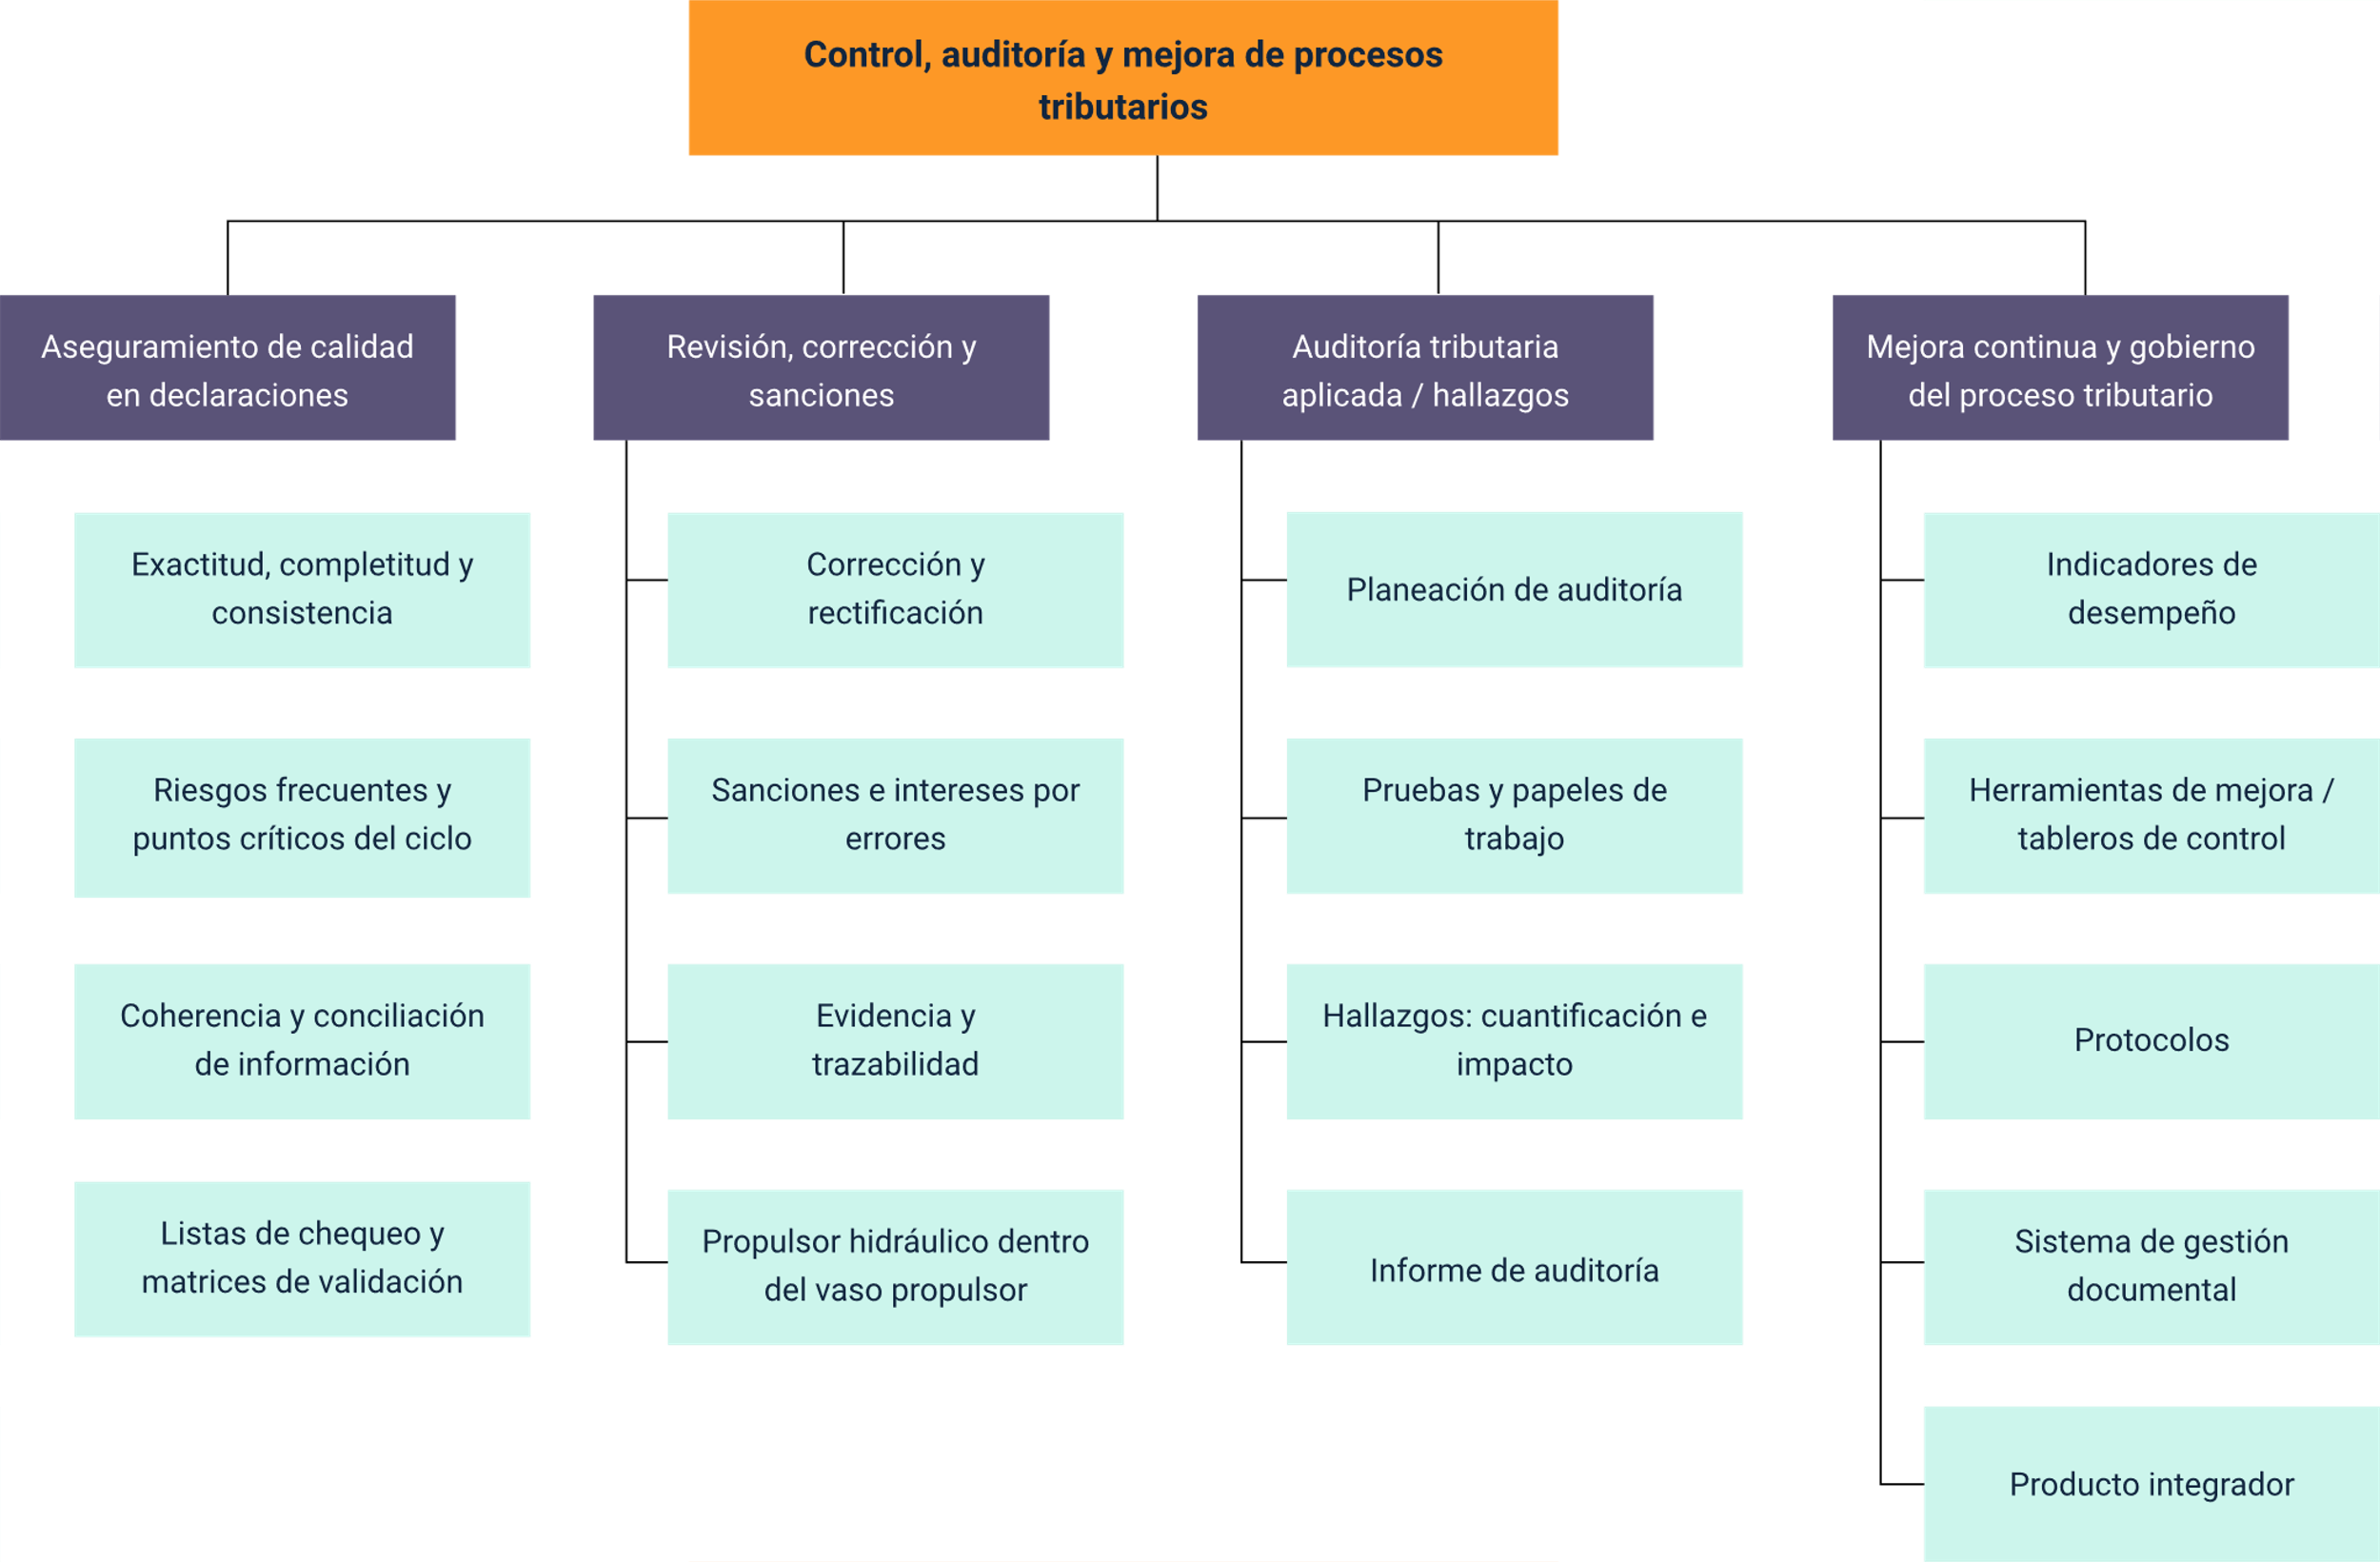 Control, auditoría y mejora de procesos
tributarios
Aseguramiento de calidad
en declaraciones
Exactitud, completitud y
consistencia
Riesgos frecuentes y
puntos críticos del ciclo
Coherencia y conciliación
de información
Listas de chequeo y
matrices de validación
Revisión, corrección y
sanciones
Corrección y
rectificación
Sanciones e intereses por
errores
Evidencia y
trazabilidad
Propulsor hidráulico dentro
del vaso propulsor
Auditoría tributaria
aplicada / hallazgos
Planeación de auditoría
Pruebas y papeles de
trabajo
Hallazgos: cuantificación e
impacto
Informe de auditoría
Mejora continua y gobierno
del proceso tributario
Indicadores de
desempeño
Herramientas de mejora /
tableros de control
Protocolos
Sistema de gestión
documental
Producto integrador